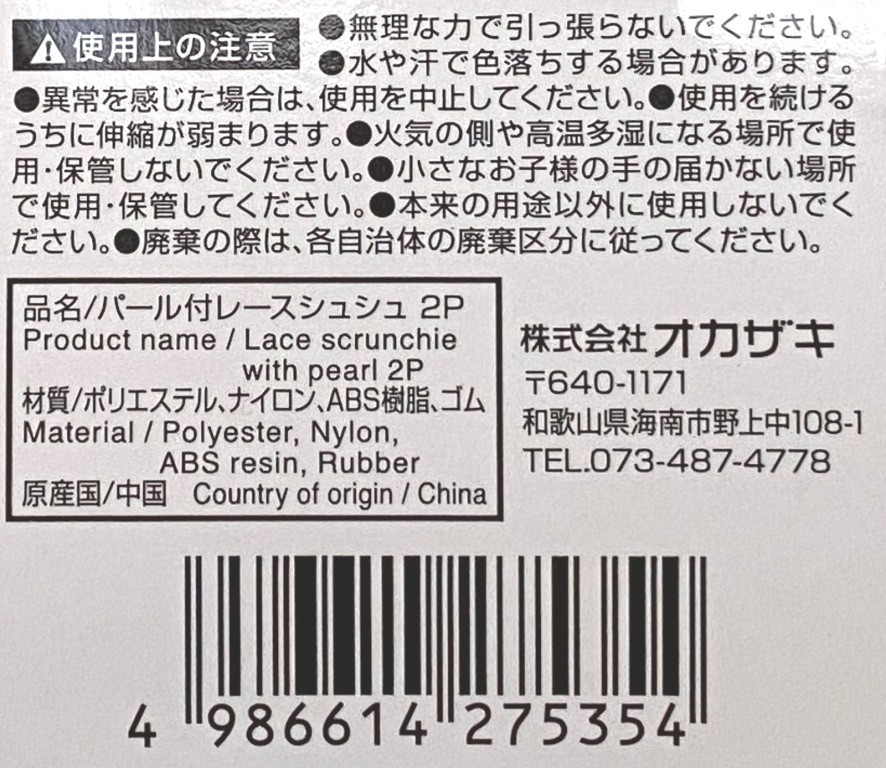 ⚠使用上の注意
●無理な力で引っ張らないでください。
●水や汗で色落ちする場合があります。
●異常を感じた場合は、使用を中止してください。●使用を続ける
うちに伸縮が弱まります。●火気の側や高温多湿になる場所で使
用・保管しないでください。●小さなお子様の手の届かない場所
で使用・保管してください。●本来の用途以外に使用しないでく
ださい。●廃棄の際は、各自治体の廃棄区分に従ってください。
品名/パール付レースシュシュ 2P
Product name / Lace scrunchie
with pearl 2P
材質/ポリエステル、ナイロン、ABS樹脂、ゴム
Material / Polyester, Nylon,
ABS resin, Rubber
原産国/中国 Country of origin / China
株式会社オカザキ
〒640-1171
和歌山県海南市野上中108-1
TEL.073-487-4778
4 986614 275354